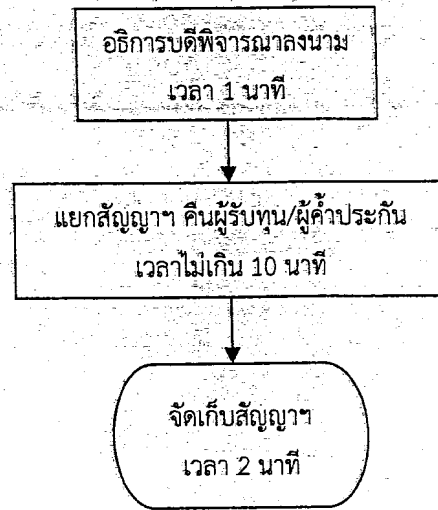 อธิการบดีพิจารณาลงนาม
เวลา 1 นาที
แยกสัญญาฯ คืนผู้รับทุน/ผู้ค้ำประกัน
เวลาไม่เกิน 10 นาที
จัดเก็บสัญญาฯ
เวลา 2 นาที